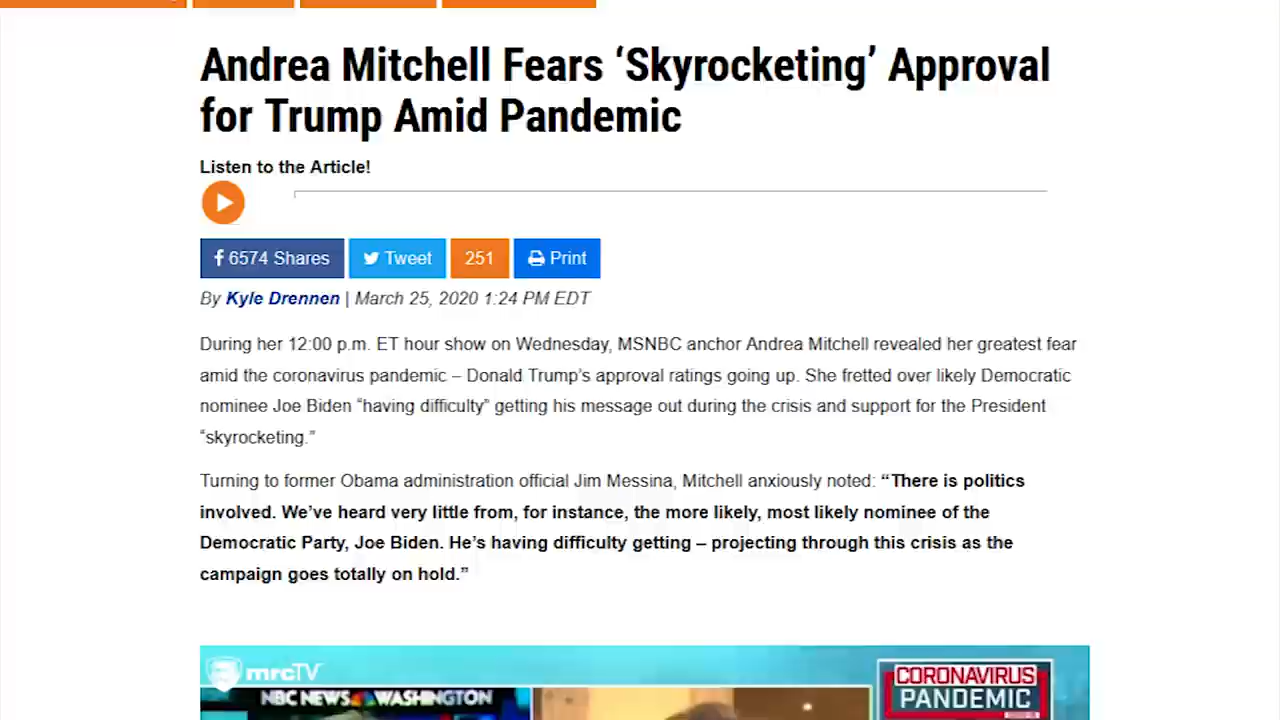 Andrea Mitchell Fears ‘Skyrocketing’ Approval
for Trump Amid Pandemic
Listen to the Article!
6574 Shares
Tweet
251
Print
By Kyle Drennen | March 25, 2020 1:24 PM EDT
During her 12:00 p.m. ET hour show on Wednesday, MSNBC anchor Andrea Mitchell revealed her greatest fear
amid the coronavirus pandemic – Donald Trump’s approval ratings going up. She fretted over likely Democratic
nominee Joe Biden “having difficulty” getting his message out during the crisis and support for the President
“skyrocketing.”
Turning to former Obama administration official Jim Messina, Mitchell anxiously noted: “There is politics
involved. We’ve heard very little from, for instance, the more likely, most likely nominee of the
Democratic Party, Joe Biden. He’s having difficulty getting – projecting through this crisis as the
campaign goes totally on hold.”
mrcTV
NBC NEWS WASHINGTON
CORONAVIRUS
PANDEMIC